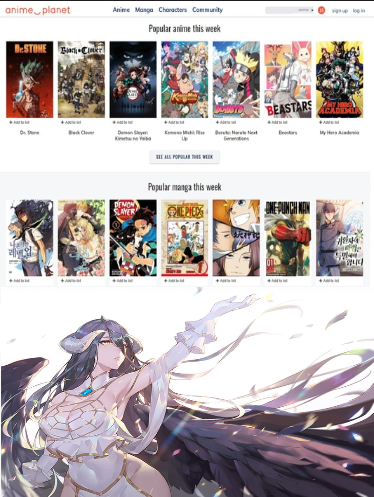 anime planet
Anime Manga Characters Community
sign up log in
Popular anime this week
Dr.STONE
Black Clover
BORUTO
BEASTARS
MY HERO ACADEMIA
+ Add to list + Add to list + Add to list + Add to list + Add to list + Add to list + Add to list
Dr. Stone
Black Clover
Demon Slayer: Kimetsu no Yaiba
Boruto: Naruto Next Generations
Beastars
My Hero Academia
SEE ALL POPULAR THIS WEEK
Popular manga this week
DEMON SLAYER
ONE PIECE
ONE-PUNCH MAN
+ Add to list + Add to list + Add to list + Add to list + Add to list + Add to list + Add to list